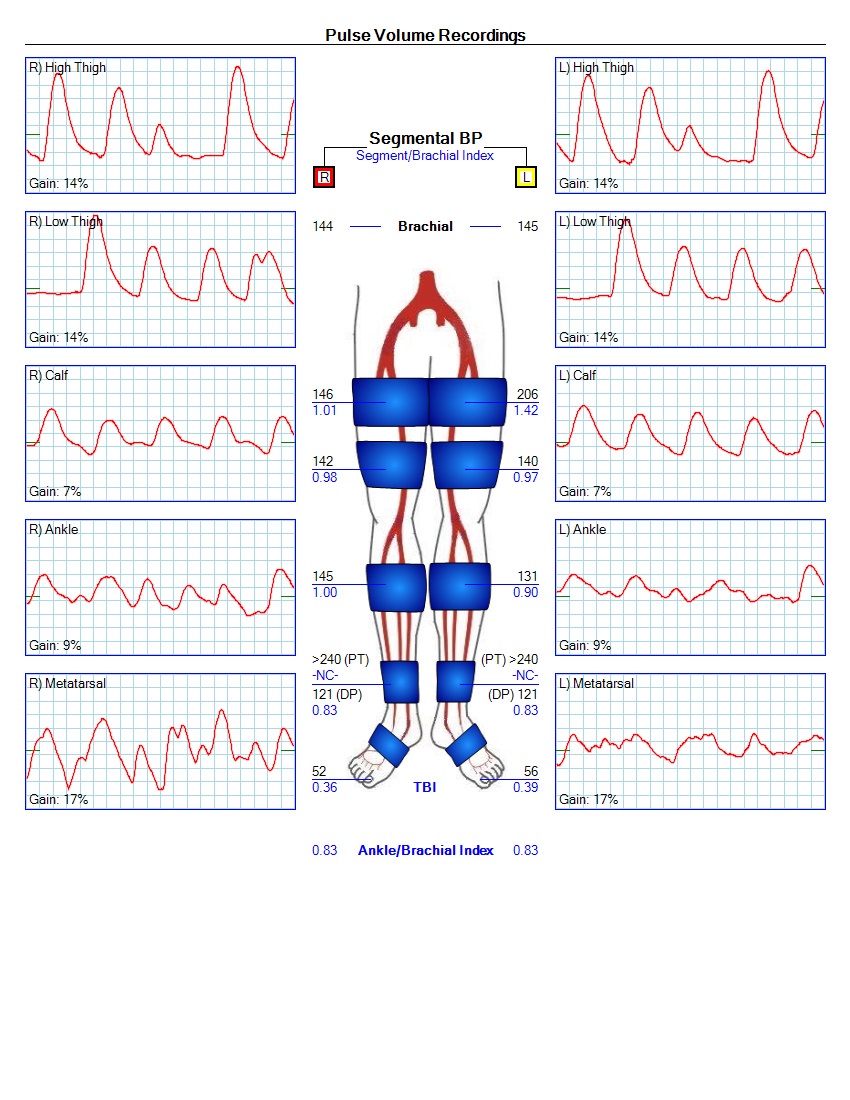 Pulse Volume Recordings
R) High Thigh
Gain: 14%
R) Low Thigh
Gain: 14%
R) Calf
Gain: 7%
R) Ankle
Gain: 9%
R) Metatarsal
Gain: 17%
Segmental BP
Segment/Brachial Index
R L
144 Brachial 145
146 206
1.01 1.42
142 140
0.98 0.97
145 131
1.00 0.90
>240 (PT) (PT) >240
-NC- -NC-
121 (DP) (DP) 121
0.83 0.83
52 56
0.36 TBI 0.39
0.83 Ankle/Brachial Index 0.83
L) High Thigh
Gain: 14%
L) Low Thigh
Gain: 14%
L) Calf
Gain: 7%
L) Ankle
Gain: 9%
L) Metatarsal
Gain: 17%